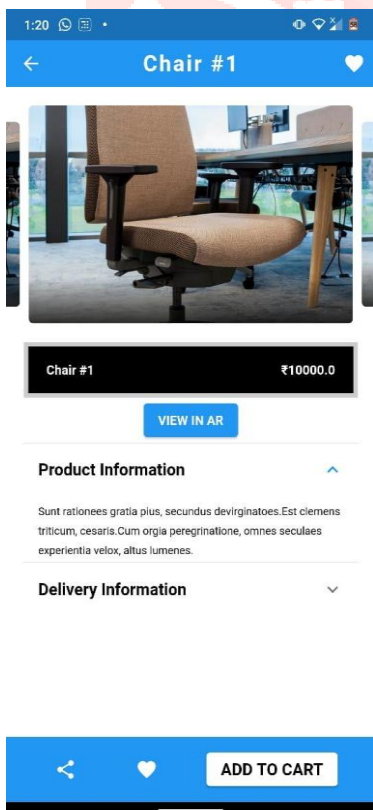 1:20
Chair #1
Chair #1 ₹10000.0
VIEW IN AR
Product Information
Sunt rationees gratia pius, secundus devirginatoes.Est clemens
triticum, cesaris.Cum orgia peregrinatione, omnes seculaes
experientia velox, altus lumenes.
Delivery Information
ADD TO CART